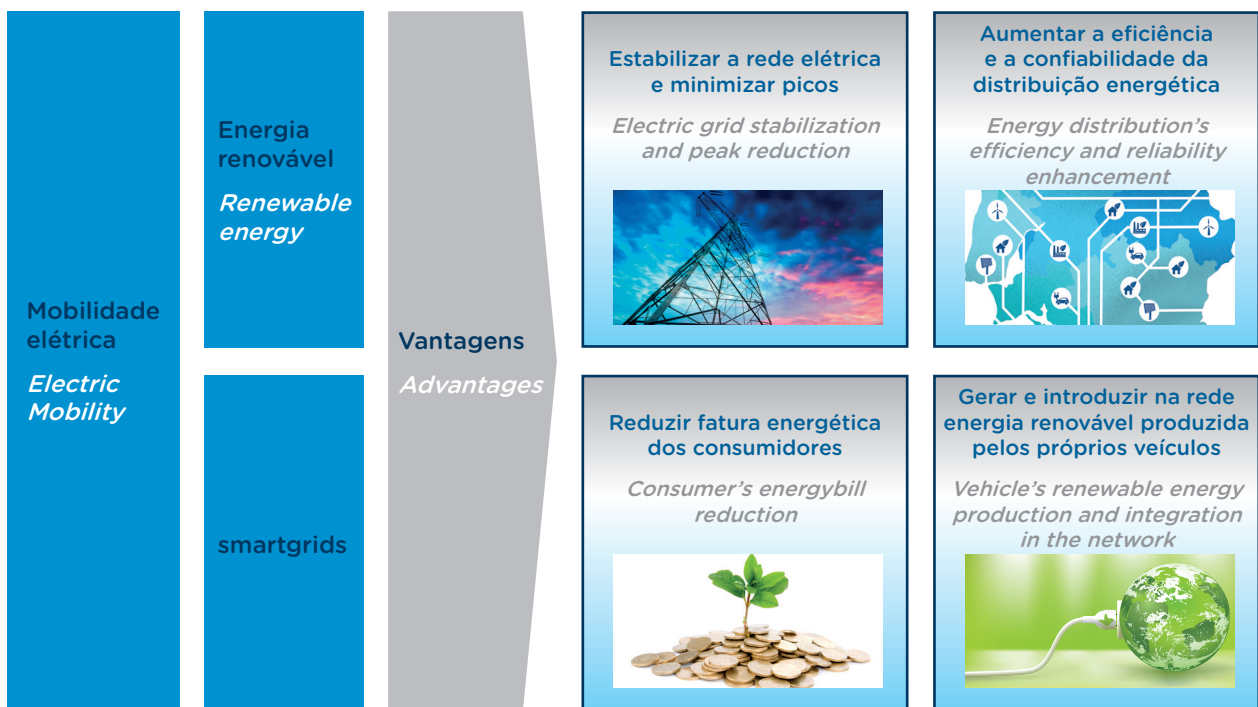 Mobilidade
elétrica
Electric
Mobility
Energia
renovável
Renewable
energy
smartgrids
Vantagens
Advantages
Estabilizar a rede elétrica
e minimizar picos
Electric grid stabilization
and peak reduction
Aumentar a eficiência
e a confiabilidade da
distribuição energética
Energy distribution's
efficiency and reliability
enhancement
Reduzir fatura energética
dos consumidores
Consumer's energybill
reduction
Gerar e introduzir na rede
energia renovável produzida
pelos próprios veículos
Vehicle's renewable energy
production and integration
in the network